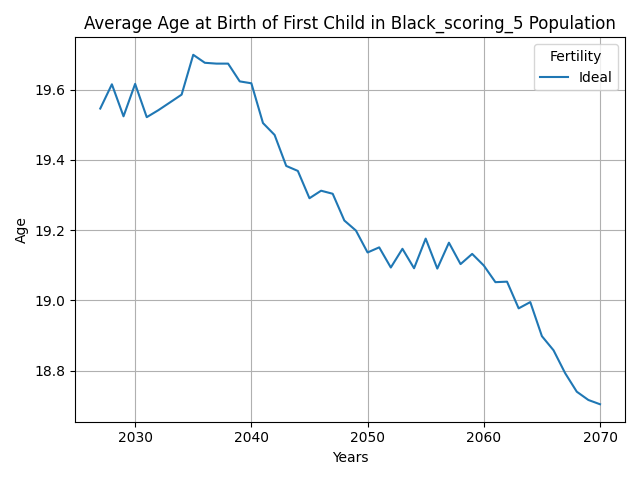 Average Age at Birth of First Child in Black_scoring_5 Population
Fertility
Ideal
19.6
19.4
19.2
19.0
18.8
Age
2030 2040 2050 2060 2070
Years